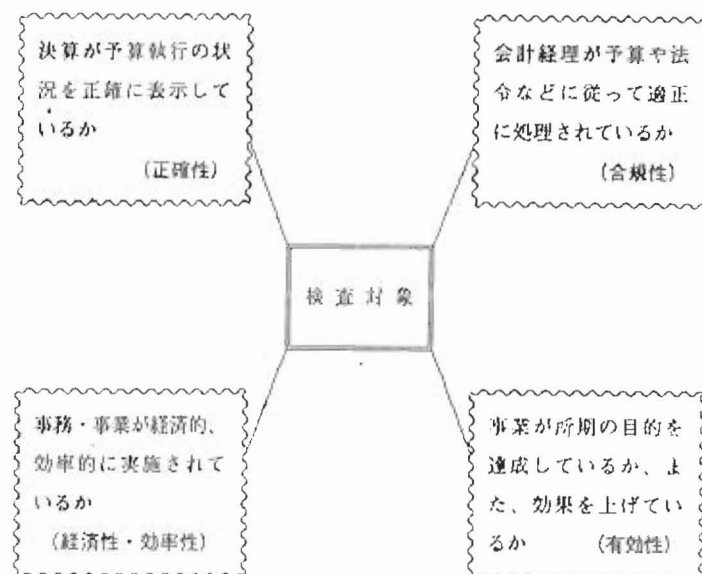 決算が予算執行の状
況を正確に表示して
いるか
(正確性)
会計経理が予算や法
令などに従って適正
に処理されているか
(合規性)
検査対象
事務・事業が経済的、
効率的に実施されて
いるか
(経済性・効率性)
事業が所期の目的を
達成しているか、ま
た、効果を上げてい
るか (有効性)